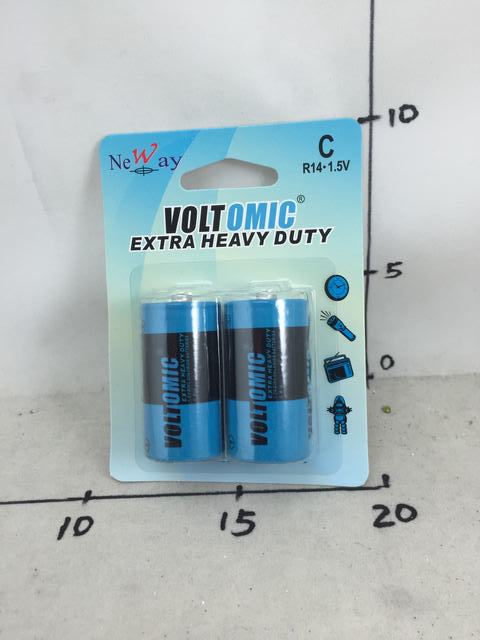 NeWay
C
R14•1.5V
VOLTOMIC®
EXTRA HEAVY DUTY
VOLTOMIC
EXTRA HEAVY DUTY
VOLTOMIC
EXTRA HEAVY DUTY
10
5
0
10
15
20